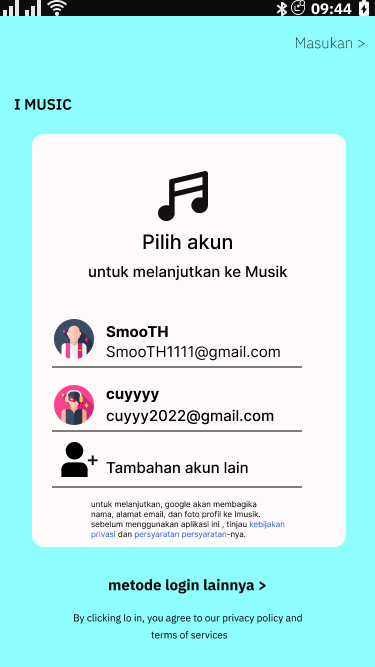 09:44
Masukan >
I MUSIC
Pilih akun
untuk melanjutkan ke Musik
SmooTH
SmooTH1111@gmail.com
cuyyyy
cuyyy2022@gmail.com
Tambahan akun lain
untuk melanjutkan, google akan membagika
nama, alamat email, dan foto profil ke Imusik.
sebelum menggunakan aplikasi ini , tinjau kebijakan
privasi dan persyaratan persyaratan-nya.
metode login lainnya >
By clicking lo in, you agree to our privacy policy and
terms of services